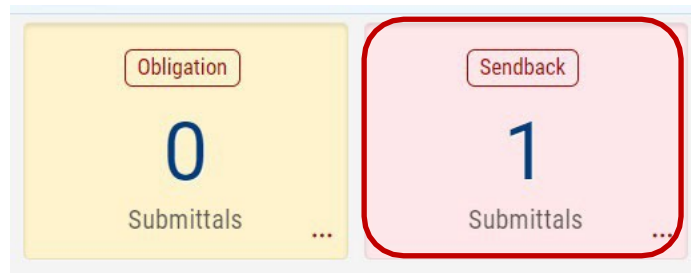 Obligation
0
Submittals
...
Sendback
1
Submittals
...